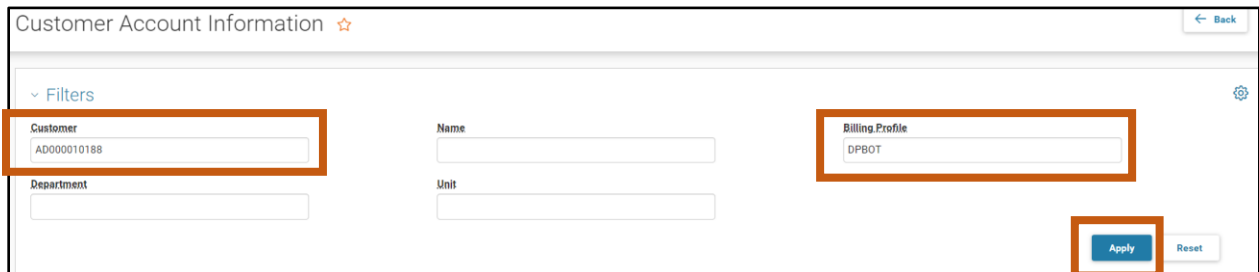 Customer Account Information
← Back
Filters
Customer Name Billing Profile
AD000010188 DPBOT
Department Unit
Apply Reset